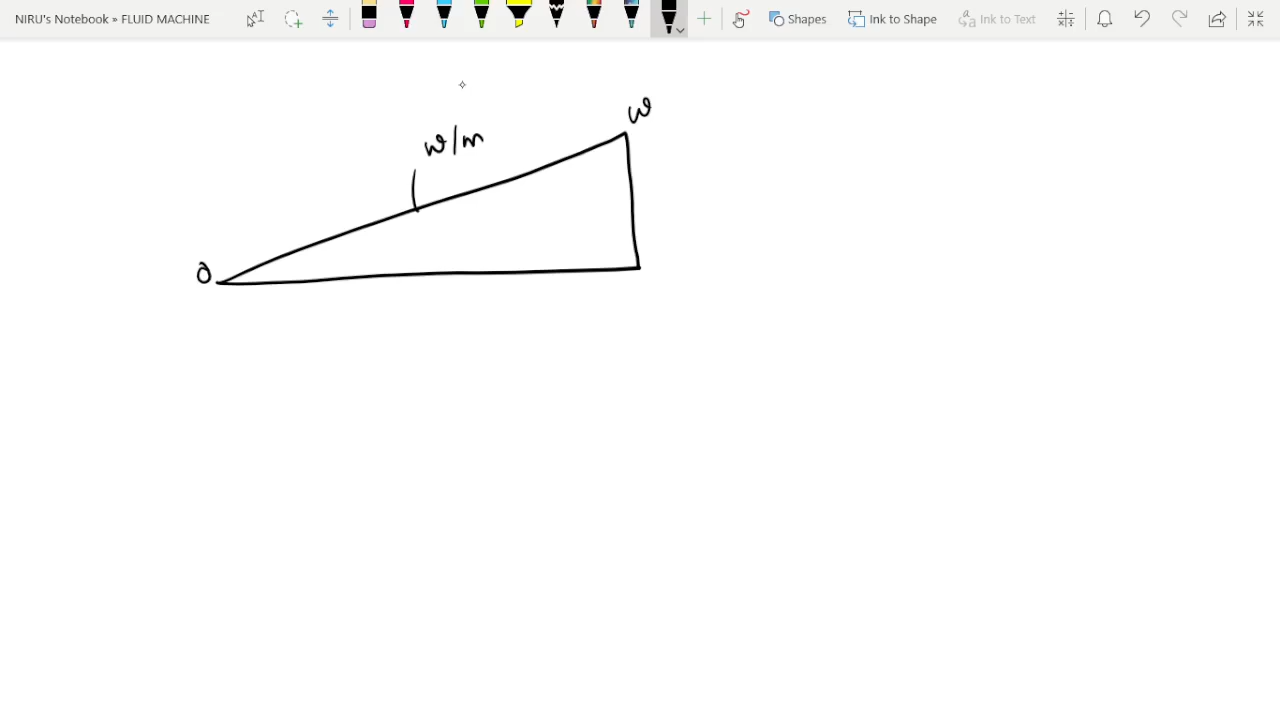 NIRU's Notebook » FLUID MACHINE
Shapes
Ink to Shape
Ink to Text
w
w/m
0